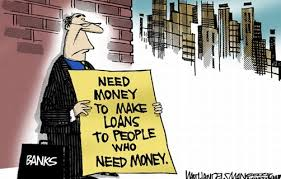 NEED
MONEY
TO MAKE
LOANS
TO PEOPLE
WHO
NEED MONEY.
BANKS